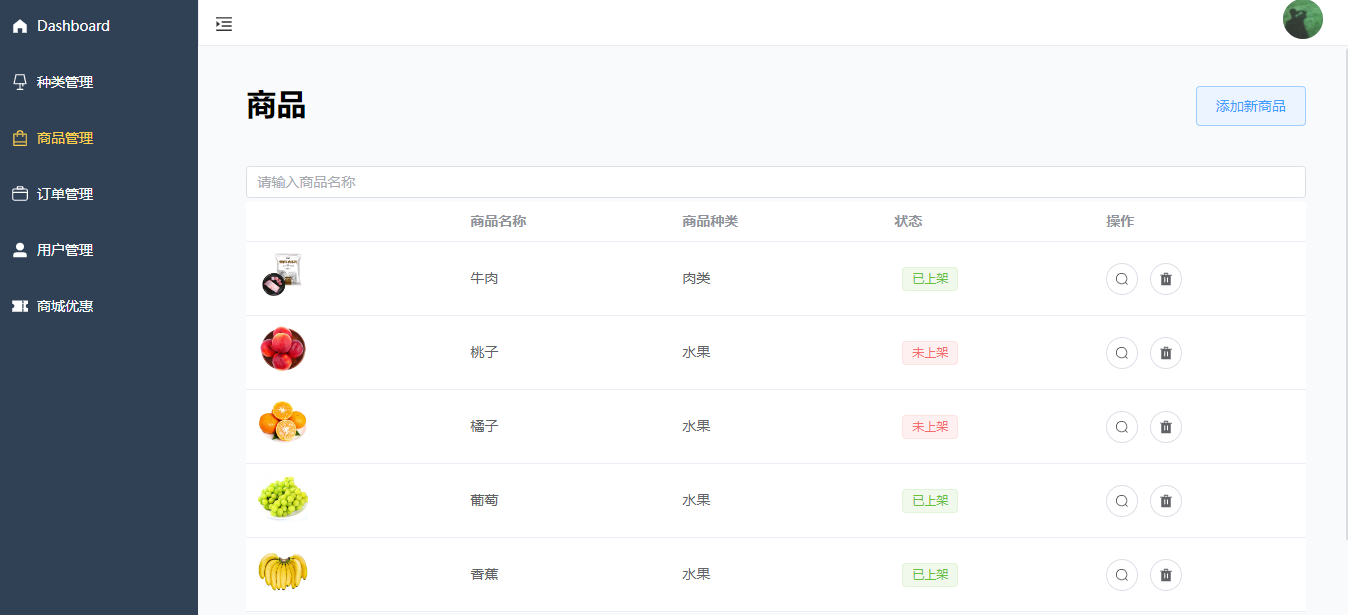 Dashboard
种类管理
商品管理
订单管理
用户管理
商城优惠
商品
添加新商品
请输入商品名称
商品名称 商品种类 状态 操作
牛肉 肉类 已上架
桃子 水果 未上架
橘子 水果 未上架
葡萄 水果 已上架
香蕉 水果 已上架